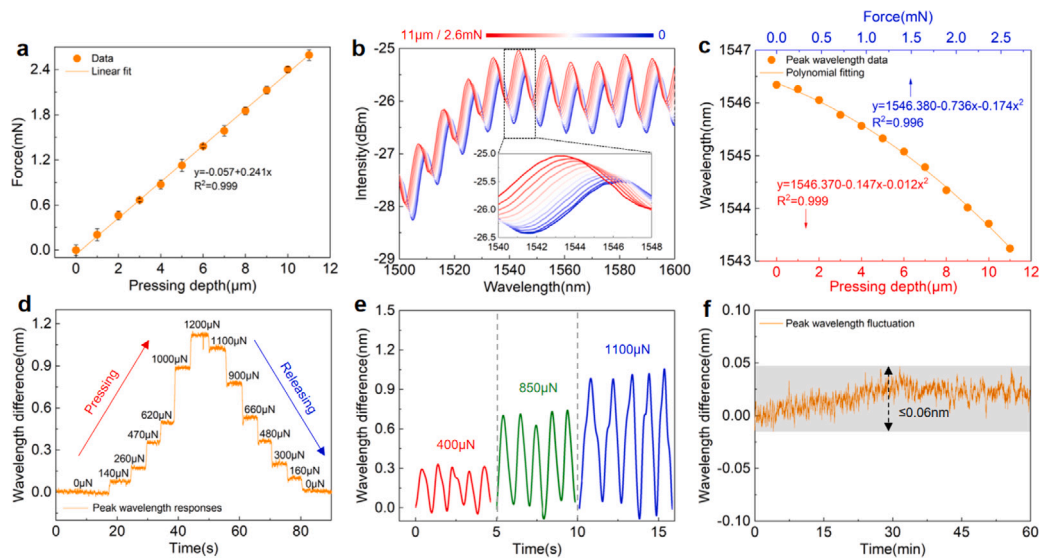 a
Data
Linear fit
y=-0.057+0.241x
R²=0.999
Force(mN)
2.4
1.8
1.2
0.6
0.0
0 2 4 6 8 10 12
Pressing depth(μm)
b
11μm / 2.6mN
0
Intensity(dBm)
-25
-26
-27
-28
-29
-25.0
-25.5
-26.0
-26.5
1540 1542 1544 1546 1548
1500 1520 1540 1560 1580 1600
Wavelength(nm)
c
Force(mN)
0.0 0.5 1.0 1.5 2.0 2.5
Peak wavelength data
Polynomial fitting
y=1546.380-0.736x-0.174x²
R²=0.996
y=1546.370-0.147x-0.012x²
R²=0.999
Wavelength(nm)
1547
1546
1545
1544
1543
0 2 4 6 8 10 12
Pressing depth(μm)
d
Wavelength difference(nm)
1.2
0.9
0.6
0.3
0.0
Pressing
Releasing
0μN
140μN
260μN
470μN
620μN
1000μN
1200μN
1100μN
900μN
660μN
480μN
300μN
160μN
0μN
Peak wavelength responses
0 20 40 60 80
Time(s)
e
Wavelength difference(nm)
1.5
1.2
0.9
0.6
0.3
0.0
400μN
850μN
1100μN
0 5 10 15
Time(s)
f
Peak wavelength fluctuation
≤0.06nm
Wavelength difference(nm)
0.10
0.05
0.00
-0.05
-0.10
0 15 30 45 60
Time(min)